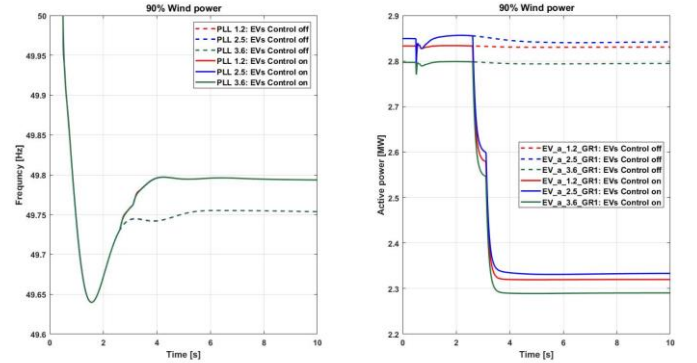 90% Wind power
50
49.95
49.9
49.85
49.8
49.75
49.7
49.65
49.6
Frequncy [Hz]
PLL 1.2: EVs Control off
PLL 2.5: EVs Control off
PLL 3.6: EVs Control off
PLL 1.2: EVs Control on
PLL 2.5: EVs Control on
PLL 3.6: EVs Control on
0 2 4 6 8 10
Time [s]
90% Wind power
2.9
2.8
2.7
2.6
2.5
2.4
2.3
2.2
Active power [MW]
EV_a_1.2_GR1: EVs Control off
EV_a_2.5_GR1: EVs Control off
EV_a_3.6_GR1: EVs Control off
EV_a_1.2_GR1: EVs Control on
EV_a_2.5_GR1: EVs Control on
EV_a_3.6_GR1: EVs Control on
0 2 4 6 8 10
Time [s]